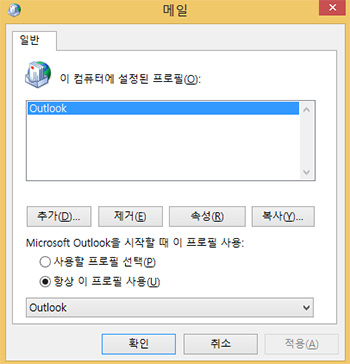 메일
일반
이 컴퓨터에 설정된 프로필(O):
Outlook
추가(D)... 제거(E) 속성(R) 복사(Y)...
Microsoft Outlook을 시작할 때 이 프로필 사용:
사용할 프로필 선택(P)
항상 이 프로필 사용(U)
Outlook
확인 취소 적용(A)